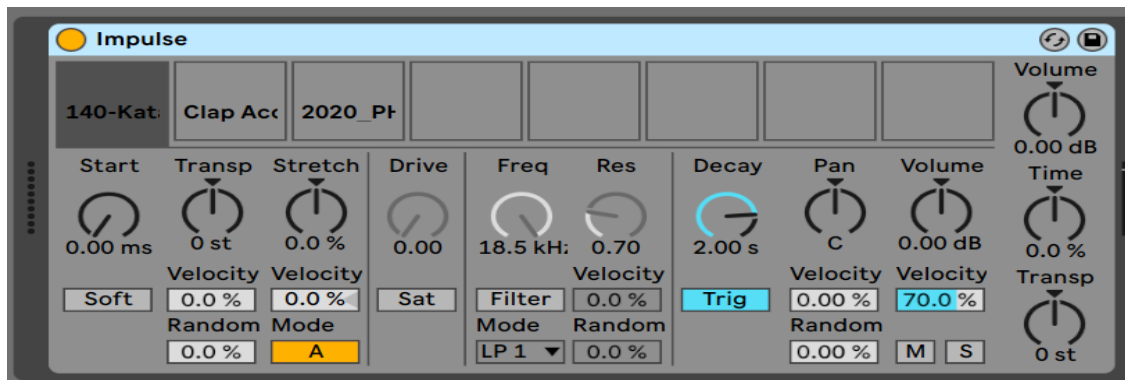 Impulse
140-Kat
Clap Acc
2020_PH
Volume
0.00 dB
Time
0.0 %
Transp
0 st
Start Transp Stretch Drive Freq Res Decay Pan Volume
0.00 ms 0 st 0.0 % 0.00 18.5 kHz 0.70 2.00 s C 0.00 dB
Velocity Velocity Velocity Velocity Velocity
Soft 0.0 % 0.0 % Sat Filter 0.0 % Trig 0.00 % 70.0 %
Random Mode Mode Random Random
0.0 % A LP 1 0.0 % 0.00 % M S